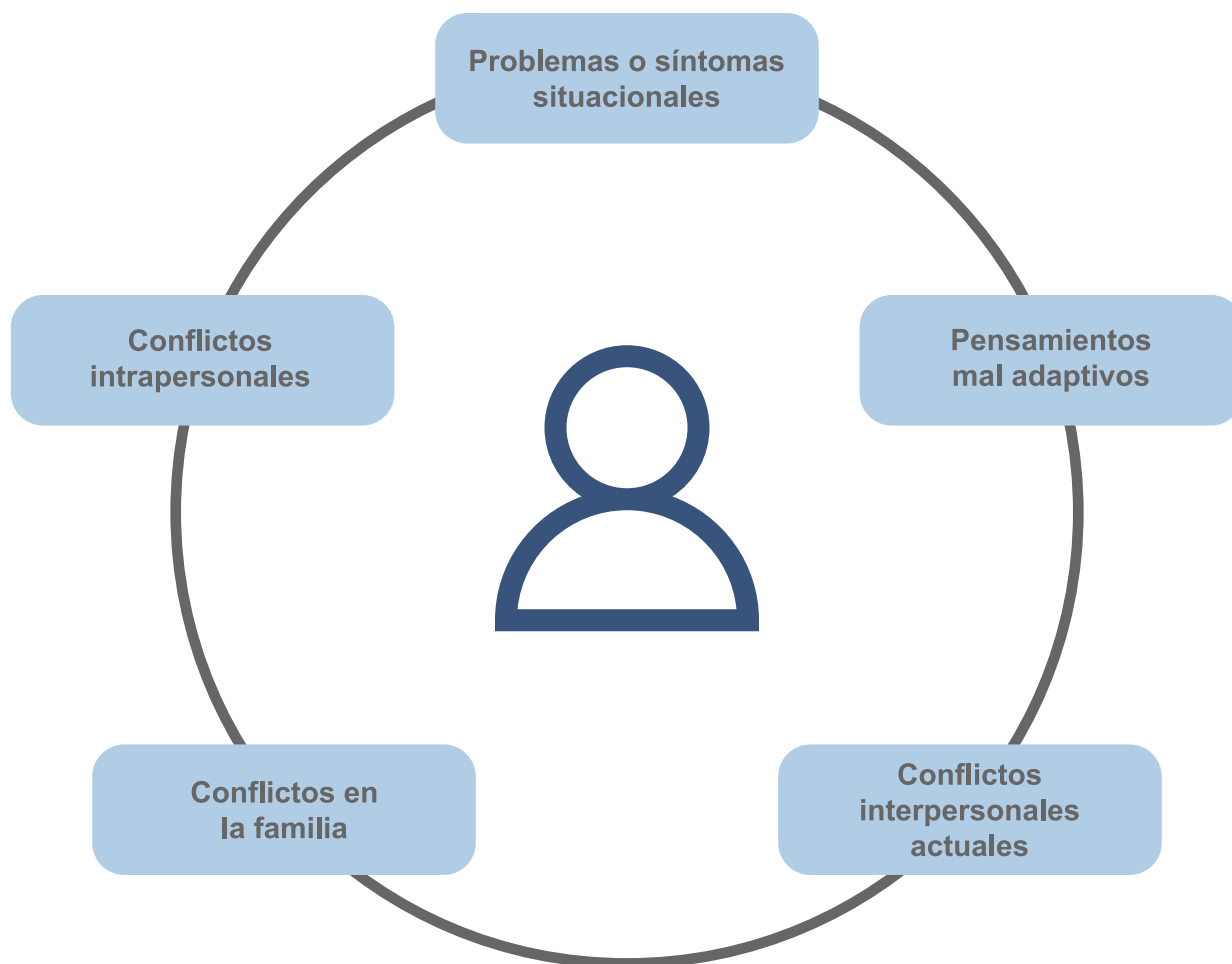 Problemas o síntomas
situacionales
Conflictos
intrapersonales
Pensamientos
mal adaptivos
Conflictos en
la familia
Conflictos
interpersonales
actuales